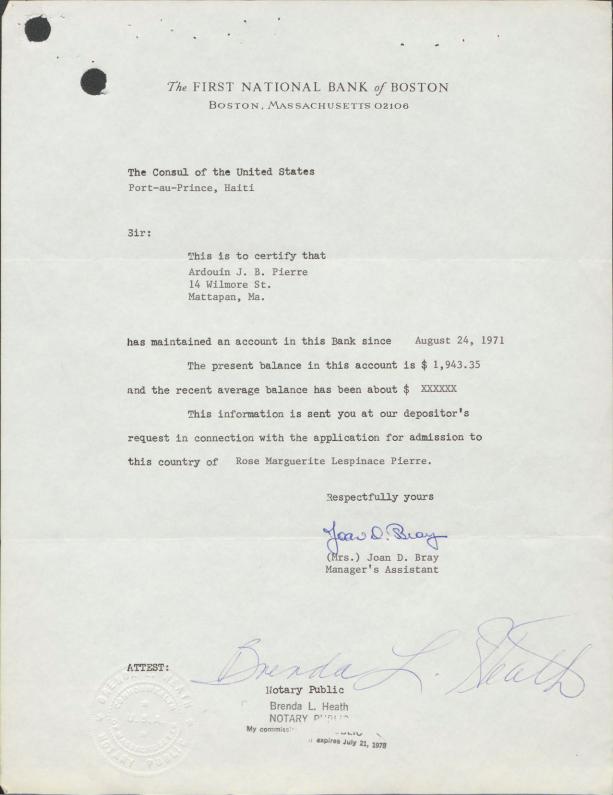 The FIRST NATIONAL BANK of BOSTON
BOSTON, MASSACHUSETTS 02106
The Consul of the United States
Port-au-Prince, Haiti
Sir:
This is to certify that
Ardouin J. B. Pierre
14 Wilmore St.
Mattapan, Ma.
has maintained an account in this Bank since August 24, 1971
The present balance in this account is $ 1,943.35
and the recent average balance has been about $ XXXXXX
This information is sent you at our depositor's
request in connection with the application for admission to
this country of Rose Marguerite Lespinace Pierre.
Respectfully yours
Joan D. Bray
(Mrs.) Joan D. Bray
Manager's Assistant
Brenda L. Heath
ATTEST:
Notary Public
Brenda L. Heath
NOTARY PUBLIC
My
expires July 21, 1978
BRENDA HEATH
NOTARY PUBLIC